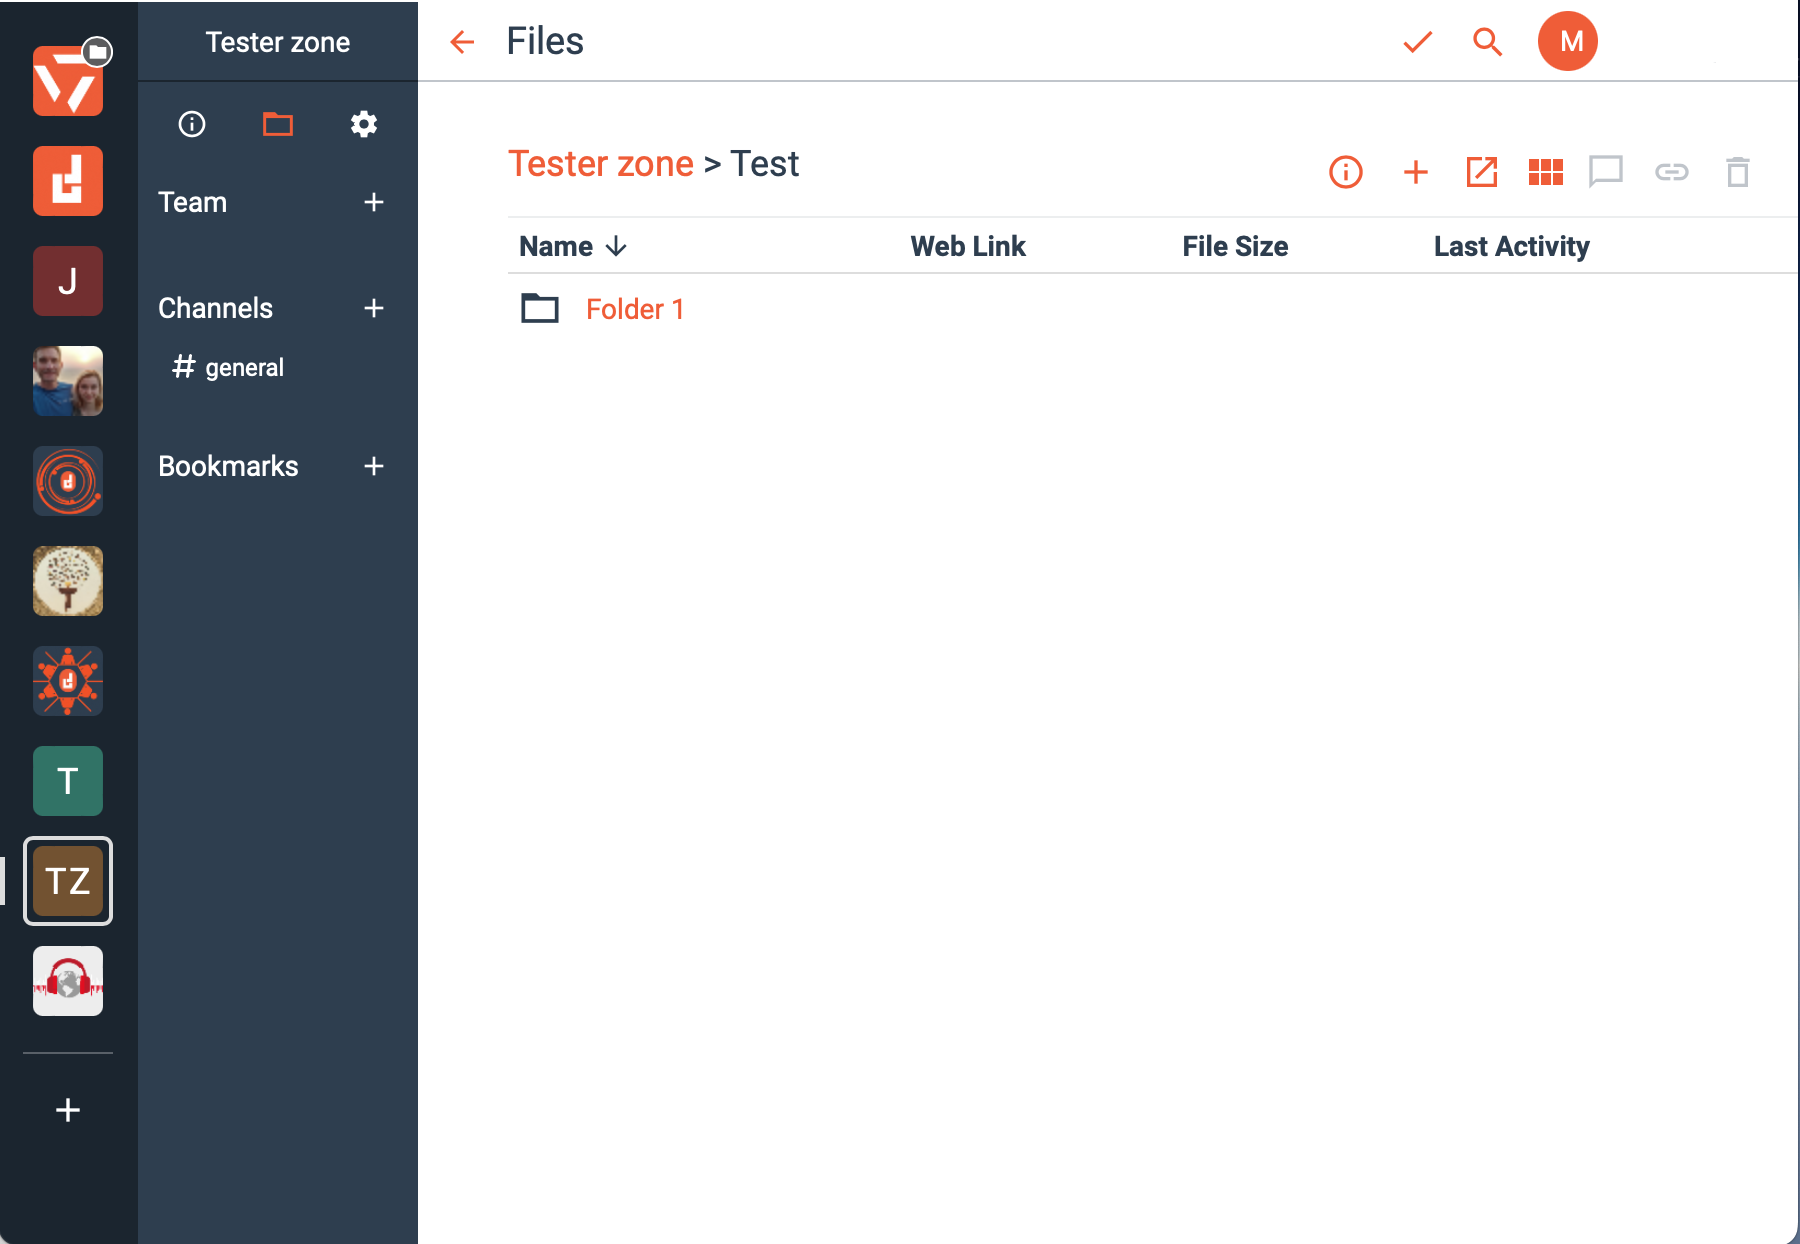 Tester zone
Files
M
J
Team
Tester zone > Test
Name
Web Link
File Size
Last Activity
Channels
Folder 1
# general
Bookmarks
T
TZ